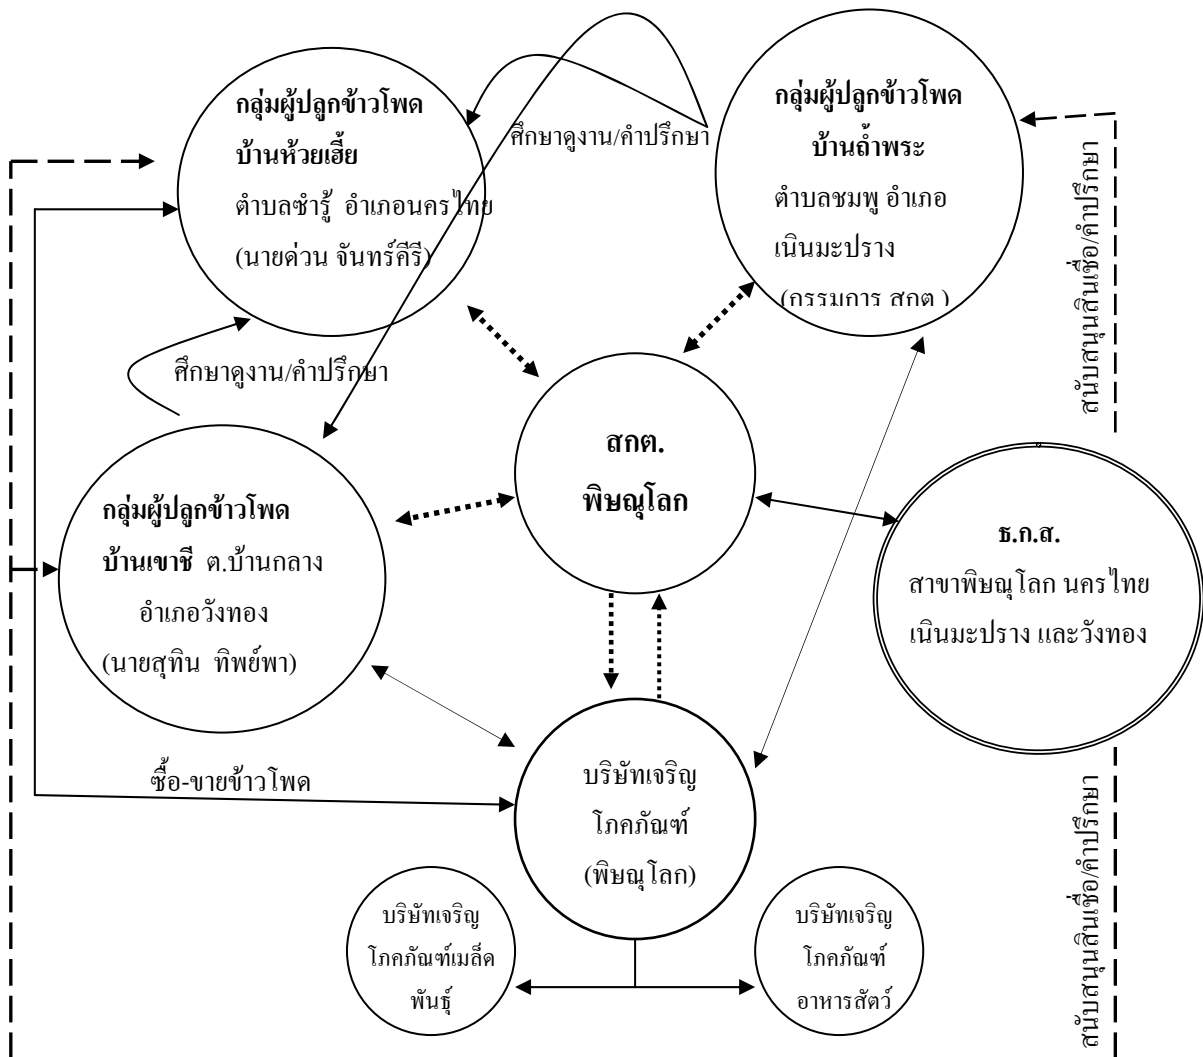 กลุ่มผู้ปลูกข้าวโพด
บ้านห้วยเฮี้ย
ตำบลชำรู้ อำเภอนครไทย
(นายด่วน จันทร์คีรี)
ศึกษาดูงาน/คำปรึกษา
กลุ่มผู้ปลูกข้าวโพด
บ้านถ้ำพระ
ตำบลชมพู อำเภอ
เนินมะปราง
(กรรมการ สกต )
สนับสนุนสินเชื่อ/คำปรึกษา
ศึกษาดูงาน/คำปรึกษา
สกต.
พิษณุโลก
กลุ่มผู้ปลูกข้าวโพด
บ้านเขาชี ต.บ้านกลาง
อำเภอวังทอง
(นายสุทิน ทิพย์พา)
ธ.ก.ส.
สาขาพิษณุโลก นครไทย
เนินมะปราง และวังทอง
ซื้อ-ขายข้าวโพด
บริษัทเจริญ
โภคภัณฑ์
(พิษณุโลก)
สนับสนุนสินเชื่อ/คำปรึกษา
บริษัทเจริญ
โภคภัณฑ์เมล็ด
พันธุ์
บริษัทเจริญ
โภคภัณฑ์
อาหารสัตว์